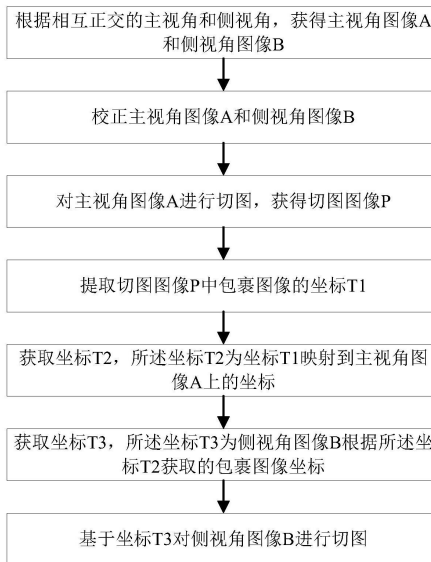 根据相互正交的主视角和侧视角，获得主视角图像A
和侧视角图像B
校正主视角图像A和侧视角图像B
对主视角图像A进行切图，获得切图图像P
提取切图图像P中包裹图像的坐标T1
获取坐标T2，所述坐标T2为坐标T1映射到主视角图
像A上的坐标
获取坐标T3，所述坐标T3为侧视角图像B根据所述坐
标T2获取的包裹图像坐标
基于坐标T3对侧视角图像B进行切图